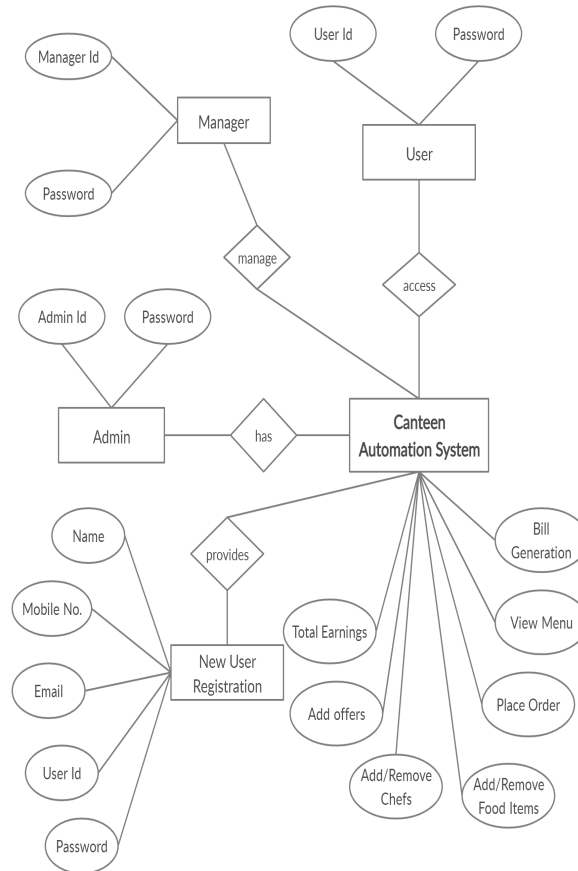 User Id
Password
Manager Id
Manager
User
Password
manage
access
Admin Id
Password
Admin
has
Canteen
Automation System
Name
provides
Bill
Generation
Mobile No.
View Menu
Total Earnings
New User
Registration
Email
Place Order
Add offers
User Id
Add/Remove
Chefs
Add/Remove
Food Items
Password